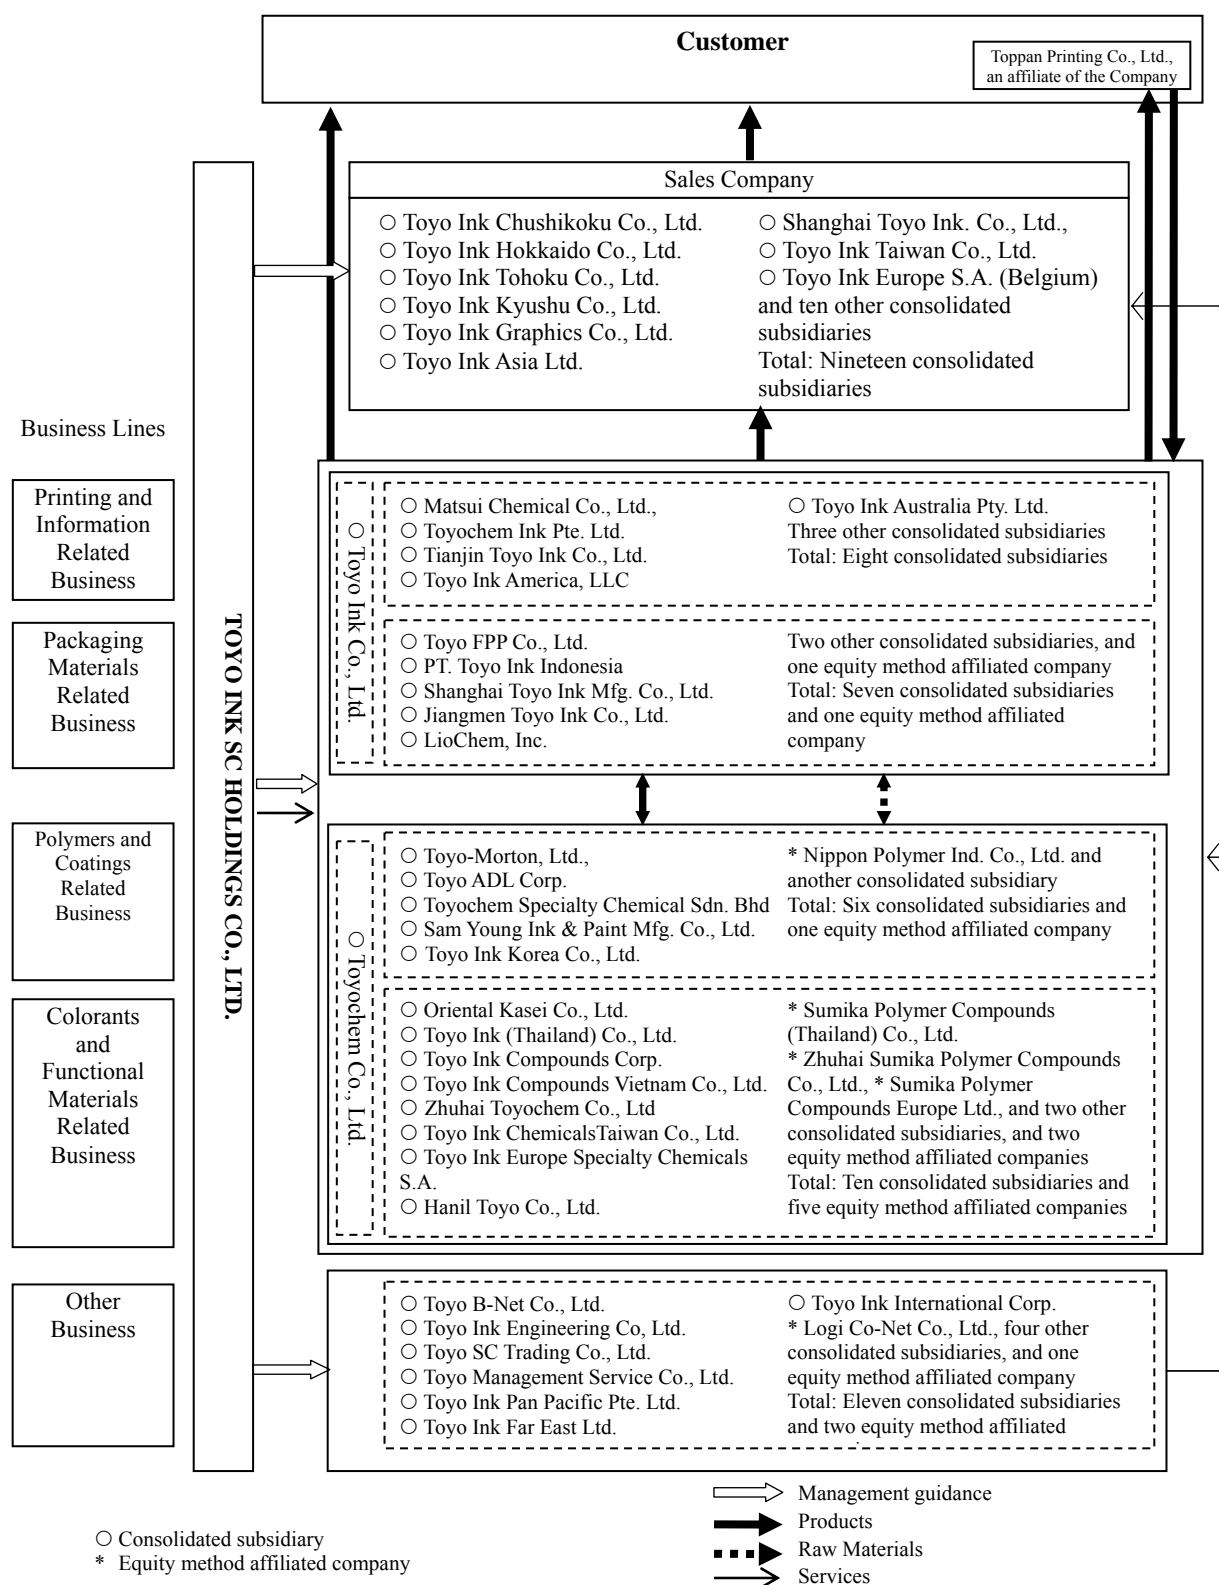 Customer
Toppan Printing Co., Ltd.,
an affiliate of the Company
Sales Company
○ Toyo Ink Chushikoku Co., Ltd.
○ Toyo Ink Hokkaido Co., Ltd.
○ Toyo Ink Tohoku Co., Ltd.
○ Toyo Ink Kyushu Co., Ltd.
○ Toyo Ink Graphics Co., Ltd.
○ Toyo Ink Asia Ltd.
○ Shanghai Toyo Ink. Co., Ltd.,
○ Toyo Ink Taiwan Co., Ltd.
○ Toyo Ink Europe S.A. (Belgium)
and ten other consolidated
subsidiaries
Total: Nineteen consolidated
subsidiaries
Business Lines
TOYO INK SC HOLDINGS CO., LTD.
Printing and
Information
Related
Business
○ Toyo Ink Co., Ltd.
○ Matsui Chemical Co., Ltd.,
○ Toyochem Ink Pte. Ltd.
○ Tianjin Toyo Ink Co., Ltd.
○ Toyo Ink America, LLC
○ Toyo Ink Australia Pty. Ltd.
Three other consolidated subsidiaries
Total: Eight consolidated subsidiaries
Packaging
Materials
Related
Business
○ Toyo FPP Co., Ltd.
○ PT. Toyo Ink Indonesia
○ Shanghai Toyo Ink Mfg. Co., Ltd.
○ Jiangmen Toyo Ink Co., Ltd.
○ LioChem, Inc.
Two other consolidated subsidiaries, and
one equity method affiliated company
Total: Seven consolidated subsidiaries
and one equity method affiliated
company
Polymers and
Coatings
Related
Business
○ Toyochem Co., Ltd.
○ Toyo-Morton, Ltd.,
○ Toyo ADL Corp.
○ Toyochem Specialty Chemical Sdn. Bhd
○ Sam Young Ink & Paint Mfg. Co., Ltd.
○ Toyo Ink Korea Co., Ltd.
* Nippon Polymer Ind. Co., Ltd. and
another consolidated subsidiary
Total: Six consolidated subsidiaries and
one equity method affiliated company
Colorants
and
Functional
Materials
Related
Business
○ Oriental Kasei Co., Ltd.
○ Toyo Ink (Thailand) Co., Ltd.
○ Toyo Ink Compounds Corp.
○ Toyo Ink Compounds Vietnam Co., Ltd.
○ Zhuhai Toyochem Co., Ltd
○ Toyo Ink ChemicalsTaiwan Co., Ltd.
○ Toyo Ink Europe Specialty Chemicals
S.A.
○ Hanil Toyo Co., Ltd.
* Sumika Polymer Compounds
(Thailand) Co., Ltd.
* Zhuhai Sumika Polymer Compounds
Co., Ltd., * Sumika Polymer
Compounds Europe Ltd., and two other
consolidated subsidiaries, and two
equity method affiliated companies
Total: Ten consolidated subsidiaries and
five equity method affiliated companies
Other
Business
○ Toyo B-Net Co., Ltd.
○ Toyo Ink Engineering Co, Ltd.
○ Toyo SC Trading Co., Ltd.
○ Toyo Management Service Co., Ltd.
○ Toyo Ink Pan Pacific Pte. Ltd.
○ Toyo Ink Far East Ltd.
○ Toyo Ink International Corp.
* Logi Co-Net Co., Ltd., four other
consolidated subsidiaries, and one
equity method affiliated company
Total: Eleven consolidated subsidiaries
and two equity method affiliated
○ Consolidated subsidiary
* Equity method affiliated company
Management guidance
Products
Raw Materials
Services